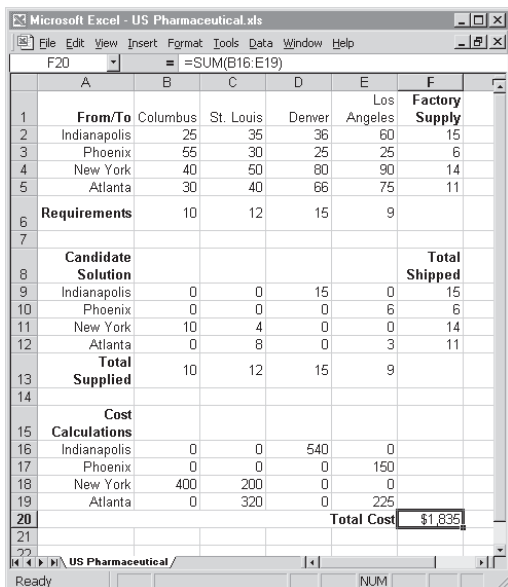 Microsoft Excel - US Pharmaceutical.xls
File Edit View Insert Format Tools Data Window Help
F20 = =SUM(B16:E19)
A B C D E F
1 From/To Columbus St. Louis Denver Los Angeles Factory Supply
2 Indianapolis 25 35 36 60 15
3 Phoenix 55 30 25 25 6
4 New York 40 50 80 90 14
5 Atlanta 30 40 66 75 11
6 Requirements 10 12 15 9
7
8 Candidate Solution Total Shipped
9 Indianapolis 0 0 15 0 15
10 Phoenix 0 0 0 6 6
11 New York 10 4 0 0 14
12 Atlanta 0 8 0 3 11
13 Total Supplied 10 12 15 9
14
15 Cost Calculations
16 Indianapolis 0 0 540 0
17 Phoenix 0 0 0 150
18 New York 400 200 0 0
19 Atlanta 0 320 0 225
20 Total Cost $1,835
21
22
US Pharmaceutical
Ready NUM